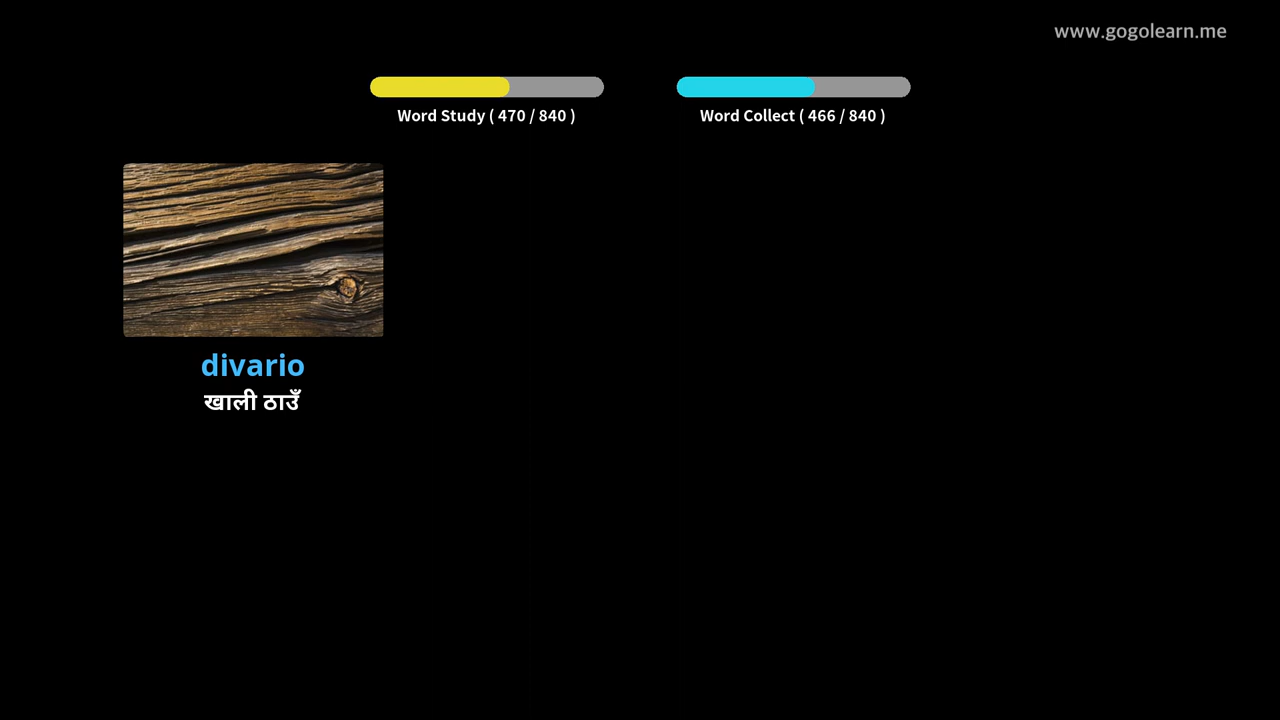 www.gogolearn.me
Word Study ( 470 / 840 )
Word Collect ( 466 / 840 )
divario
खाली ठाउँ